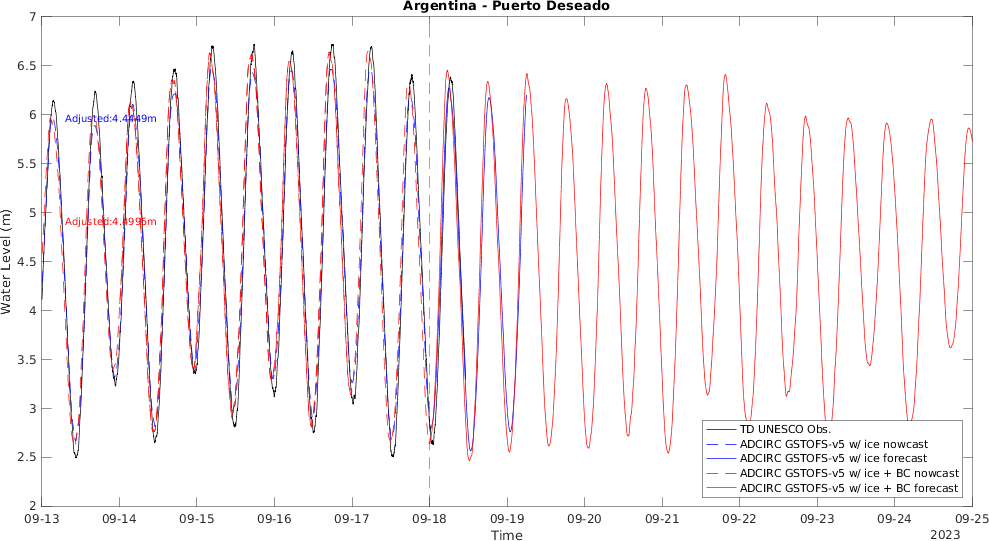 Argentina - Puerto Deseado
7
6.5
6
5.5
5
4.5
4
3.5
3
2.5
2
Water Level (m)
Adjusted:4.4449m
Adjusted:4.4995m
TD UNESCO Obs.
ADCIRC GSTOFS-v5 w/ ice nowcast
ADCIRC GSTOFS-v5 w/ ice forecast
ADCIRC GSTOFS-v5 w/ ice + BC nowcast
ADCIRC GSTOFS-v5 w/ ice + BC forecast
09-13 09-14 09-15 09-16 09-17 09-18 09-19 09-20 09-21 09-22 09-23 09-24 09-25
Time
2023